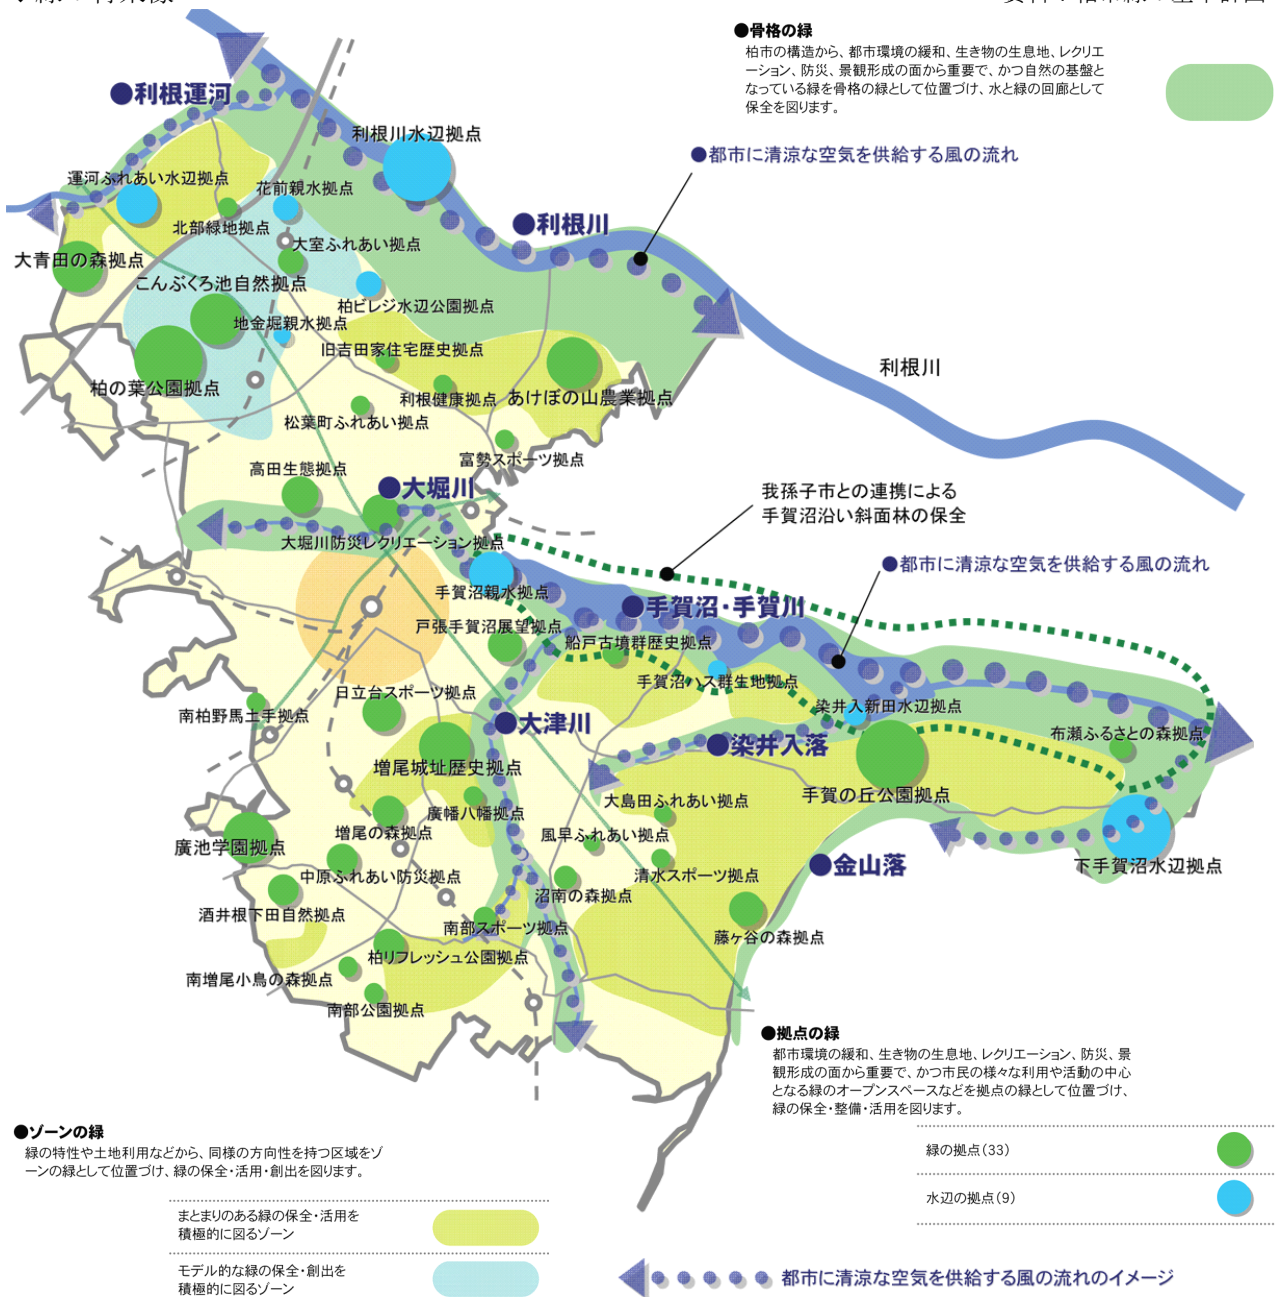 ●骨格の緑
柏市の構造から、都市環境の緩和、生き物の生息地、レクリエ
ーション、防災、景観形成の面から重要で、かつ自然の基盤と
なっている緑を骨格の緑として位置づけ、水と緑の回廊として
保全を図ります。
●利根運河
利根川水辺拠点
●都市に清涼な空気を供給する風の流れ
運河ふれあい水辺拠点
花前親水拠点
北部緑地拠点
●利根川
大室ふれあい拠点
大青田の森拠点
こんぶくろ池自然拠点
柏ビレジ水辺公園拠点
地金堀親水拠点
旧吉田家住宅歴史拠点
利根川
柏の葉公園拠点
利根健康拠点
あけぼの山農業拠点
松葉町ふれあい拠点
富勢スポーツ拠点
高田生態拠点
●大堀川
我孫子市との連携による
手賀沼沿い斜面林の保全
大堀川防災レクリエーション拠点
●都市に清涼な空気を供給する風の流れ
手賀沼親水拠点
●手賀沼・手賀川
戸張手賀沼展望拠点
船戸古墳群歴史拠点
手賀沼ハス群生地拠点
日立台スポーツ拠点
染井入新田水辺拠点
南柏野馬土手拠点
●大津川
●染井入落
布瀬ふるさとの森拠点
増尾城址歴史拠点
手賀の丘公園拠点
大島田ふれあい拠点
廣幡八幡拠点
増尾の森拠点
風早ふれあい拠点
廣池学園拠点
●金山落
下手賀沼水辺拠点
中原ふれあい防災拠点
清水スポーツ拠点
沼南の森拠点
酒井根下田自然拠点
南部スポーツ拠点
藤ヶ谷の森拠点
柏リフレッシュ公園拠点
南増尾小鳥の森拠点
南部公園拠点
●拠点の緑
都市環境の緩和、生き物の生息地、レクリエーション、防災、景
観形成の面から重要で、かつ市民の様々な利用や活動の中心
となる緑のオープンスペースなどを拠点の緑として位置づけ、
緑の保全・整備・活用を図ります。
緑の拠点(33)
水辺の拠点(9)
●ゾーンの緑
緑の特性や土地利用などから、同様の方向性を持つ区域をゾ
ーンの緑として位置づけ、緑の保全・活用・創出を図ります。
まとまりのある緑の保全・活用を
積極的に図るゾーン
モデル的な緑の保全・創出を
積極的に図るゾーン
都市に清涼な空気を供給する風の流れのイメージ